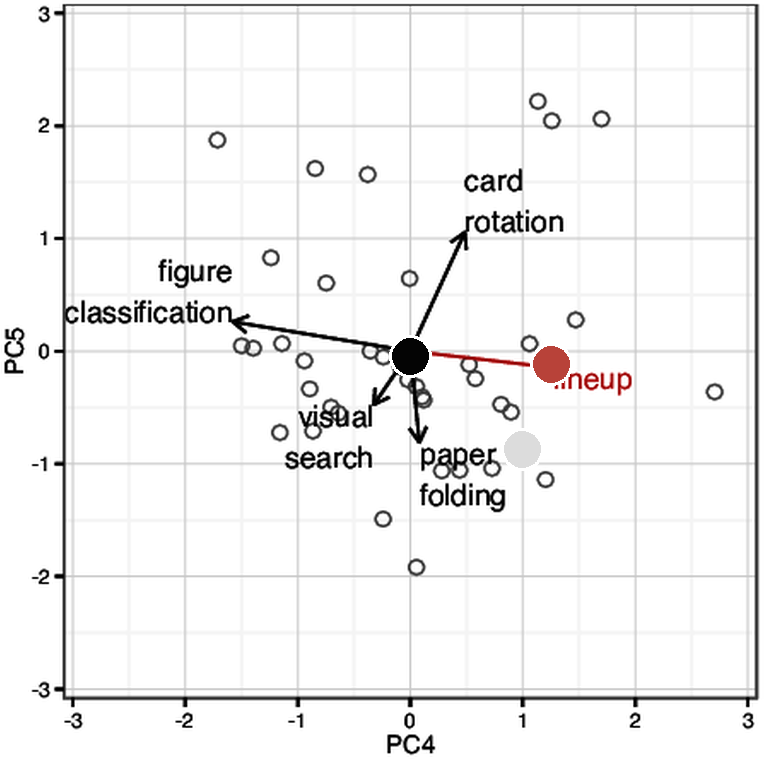 3
2
1
0
-1
-2
-3
PC5
card
rotation
figure
classification
lineup
visual
search
paper
folding
-3
-2
-1
0
1
2
3
PC4